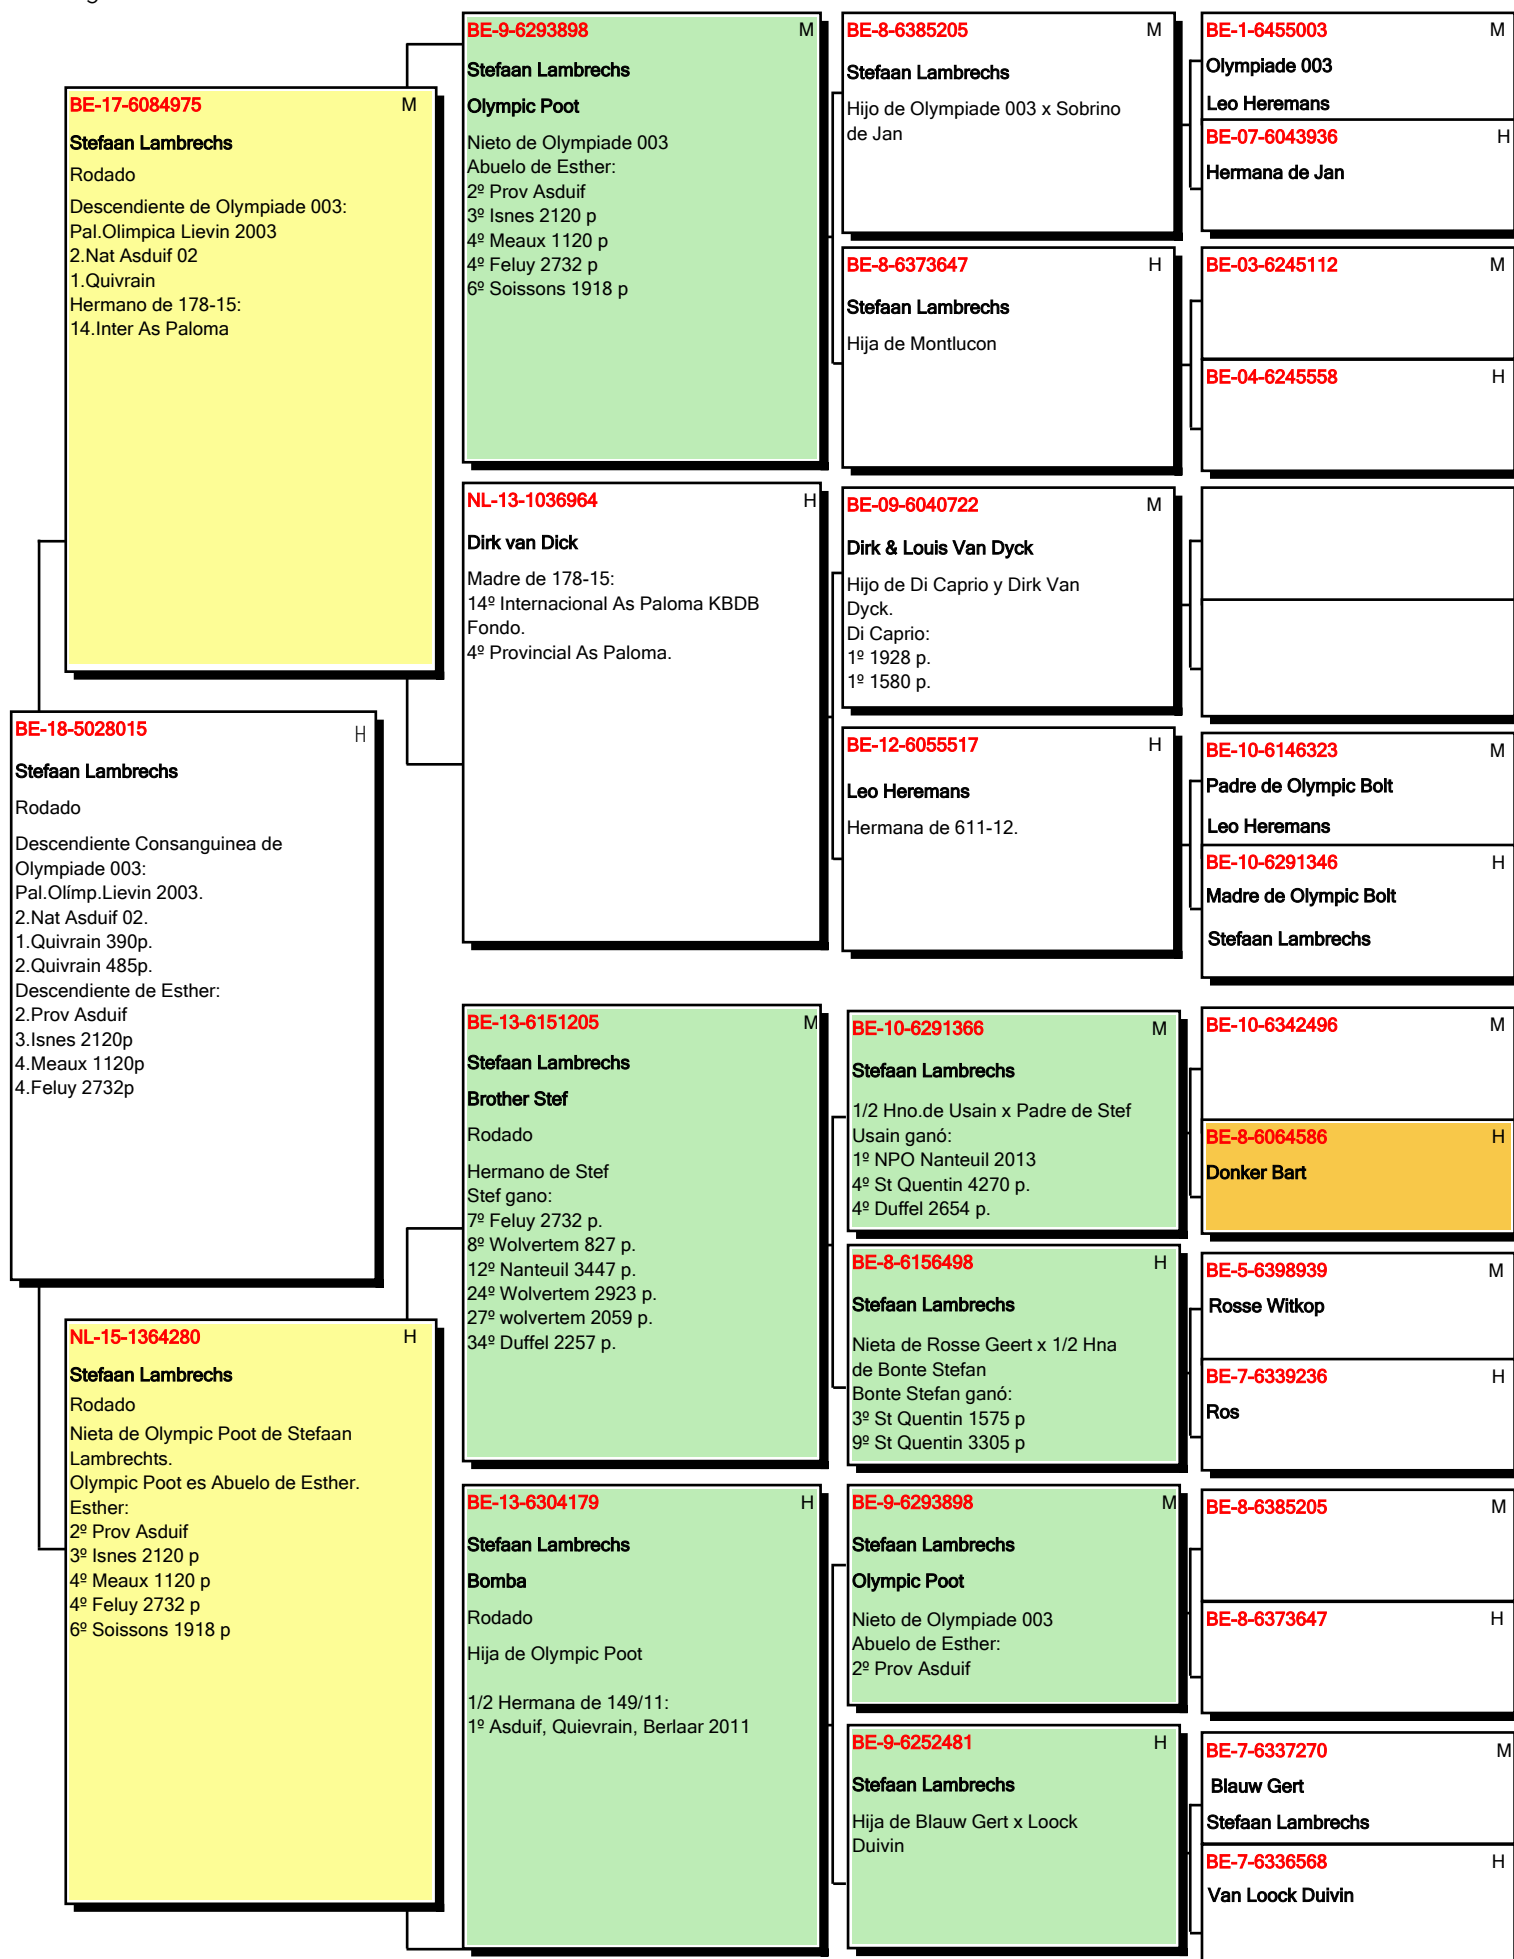 BE-18-5028015 H
Stefaan Lambrechs
Rodado
Descendiente Consanguinea de
Olympiade 003:
Pal.Olímp.Lievin 2003.
2.Nat Asduif 02.
1.Quivrain 390p.
2.Quivrain 485p.
Descendiente de Esther:
2.Prov Asduif
3.Isnes 2120p
4.Meaux 1120p
4.Feluy 2732p
BE-17-6084975 M
Stefaan Lambrechs
Rodado
Descendiente de Olympiade 003:
Pal.Olimpica Lievin 2003
2.Nat Asduif 02
1.Quivrain
Hermano de 178-15:
14.Inter As Paloma
NL-15-1364280 H
Stefaan Lambrechs
Rodado
Nieta de Olympic Poot de Stefaan
Lambrechts.
Olympic Poot es Abuelo de Esther.
Esther:
2º Prov Asduif
3º Isnes 2120 p
4º Meaux 1120 p
4º Feluy 2732 p
6º Soissons 1918 p
BE-9-6293898 M
Stefaan Lambrechs
Olympic Poot
Nieto de Olympiade 003
Abuelo de Esther:
2º Prov Asduif
3º Isnes 2120 p
4º Meaux 1120 p
4º Feluy 2732 p
6º Soissons 1918 p
NL-13-1036964 H
Dirk van Dick
Madre de 178-15:
14º Internacional As Paloma KBDB
Fondo.
4º Provincial As Paloma.
BE-13-6151205 M
Stefaan Lambrechs
Brother Stef
Rodado
Hermano de Stef
Stef gano:
7º Feluy 2732 p.
8º Wolvertem 827 p.
12º Nanteuil 3447 p.
24º Wolvertem 2923 p.
27º wolvertem 2059 p.
34º Duffel 2257 p.
BE-13-6304179 H
Stefaan Lambrechs
Bomba
Rodado
Hija de Olympic Poot
1/2 Hermana de 149/11:
1º Asduif, Quievrain, Berlaar 2011
BE-8-6385205 M
Stefaan Lambrechs
Hijo de Olympiade 003 x Sobrino
de Jan
BE-8-6373647 H
Stefaan Lambrechs
Hija de Montlucon
BE-09-6040722 M
Dirk & Louis Van Dyck
Hijo de Di Caprio y Dirk Van
Dyck.
Di Caprio:
1º 1928 p.
1º 1580 p.
BE-12-6055517 H
Leo Heremans
Hermana de 611-12.
BE-10-6291366 M
Stefaan Lambrechs
1/2 Hno.de Usain x Padre de Stef
Usain ganó:
1º NPO Nanteuil 2013
4º St Quentin 4270 p.
4º Duffel 2654 p.
BE-8-6156498 H
Stefaan Lambrechs
Nieta de Rosse Geert x 1/2 Hna
de Bonte Stefan
Bonte Stefan ganó:
3º St Quentin 1575 p
9º St Quentin 3305 p
BE-9-6293898 M
Stefaan Lambrechs
Olympic Poot
Nieto de Olympiade 003
Abuelo de Esther:
2º Prov Asduif
BE-9-6252481 H
Stefaan Lambrechs
Hija de Blauw Gert x Loock
Duivin
BE-1-6455003 M
Olympiade 003
Leo Heremans
BE-07-6043936 H
Hermana de Jan
BE-03-6245112 M
BE-04-6245558 H
BE-10-6146323 M
Padre de Olympic Bolt
Leo Heremans
BE-10-6291346 H
Madre de Olympic Bolt
Stefaan Lambrechs
BE-10-6342496 M
BE-8-6064586 H
Donker Bart
BE-5-6398939 M
Rosse Witkop
BE-7-6339236 H
Ros
BE-8-6385205 M
BE-8-6373647 H
BE-7-6337270 M
Blauw Gert
Stefaan Lambrechs
BE-7-6336568 H
Van Loock Duivin